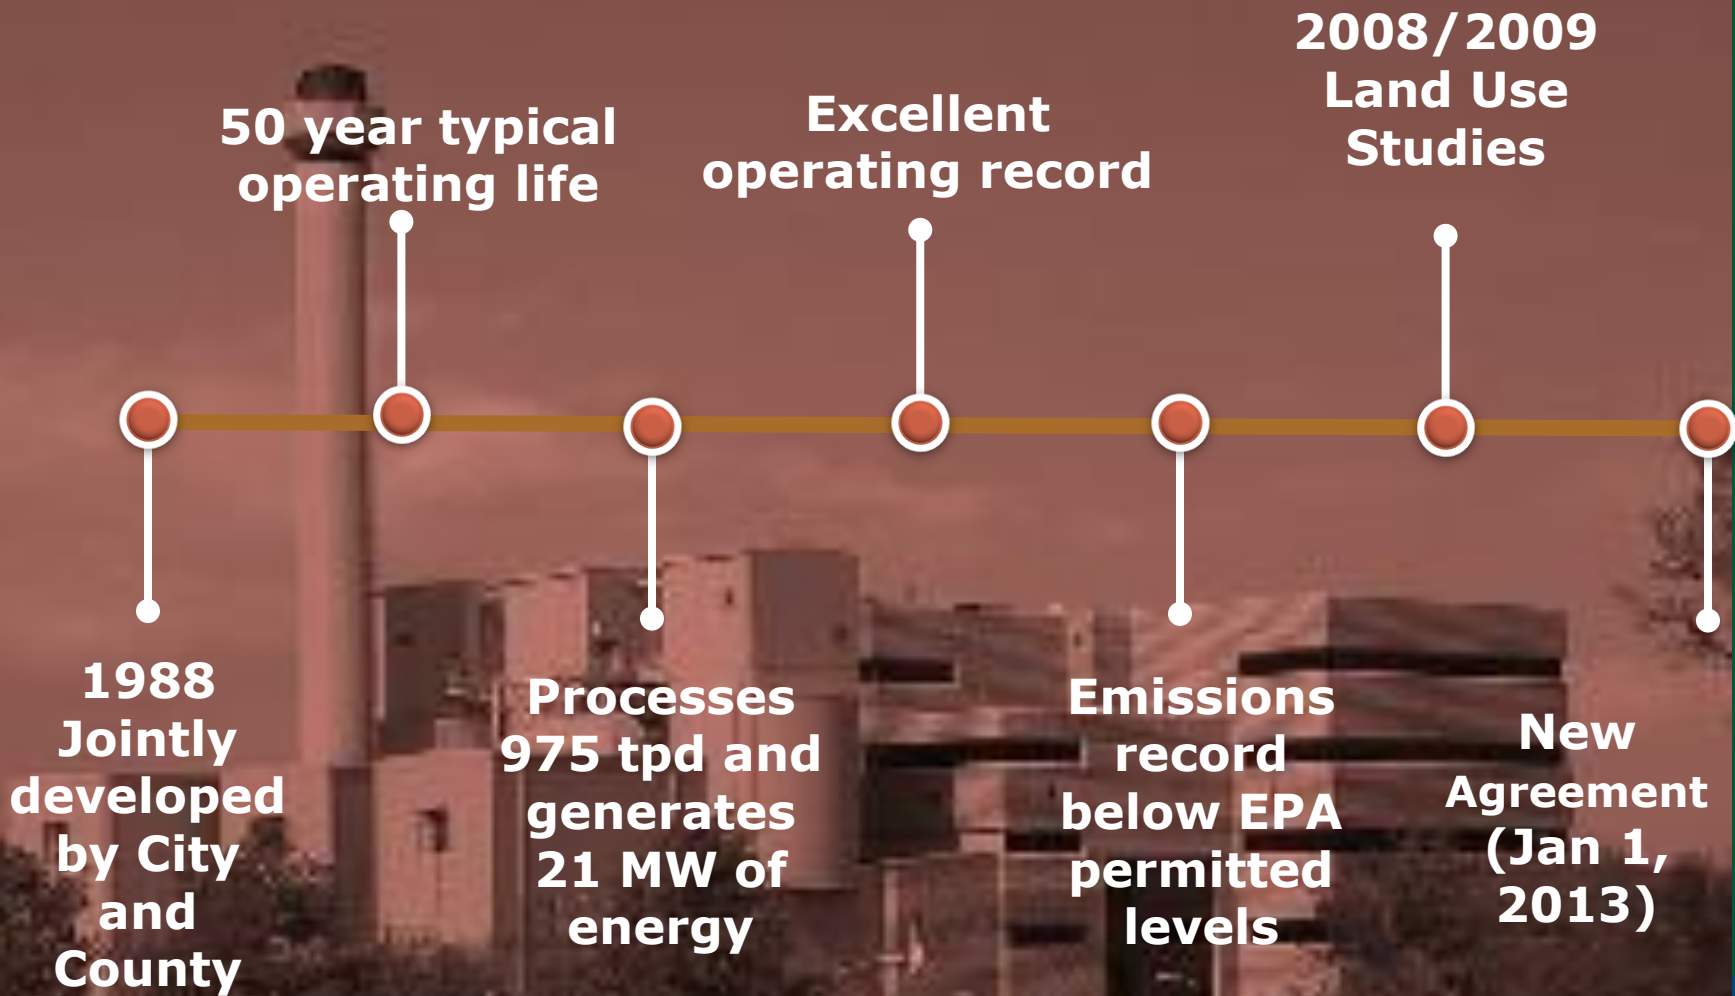 1988
Jointly
developed
by City
and
County
50 year typical
operating life
Processes
975 tpd and
generates
21 MW of
energy
Excellent
operating record
Emissions
record
below EPA
permitted
levels
2008/2009
Land Use
Studies
New
Agreement
(Jan 1,
2013)